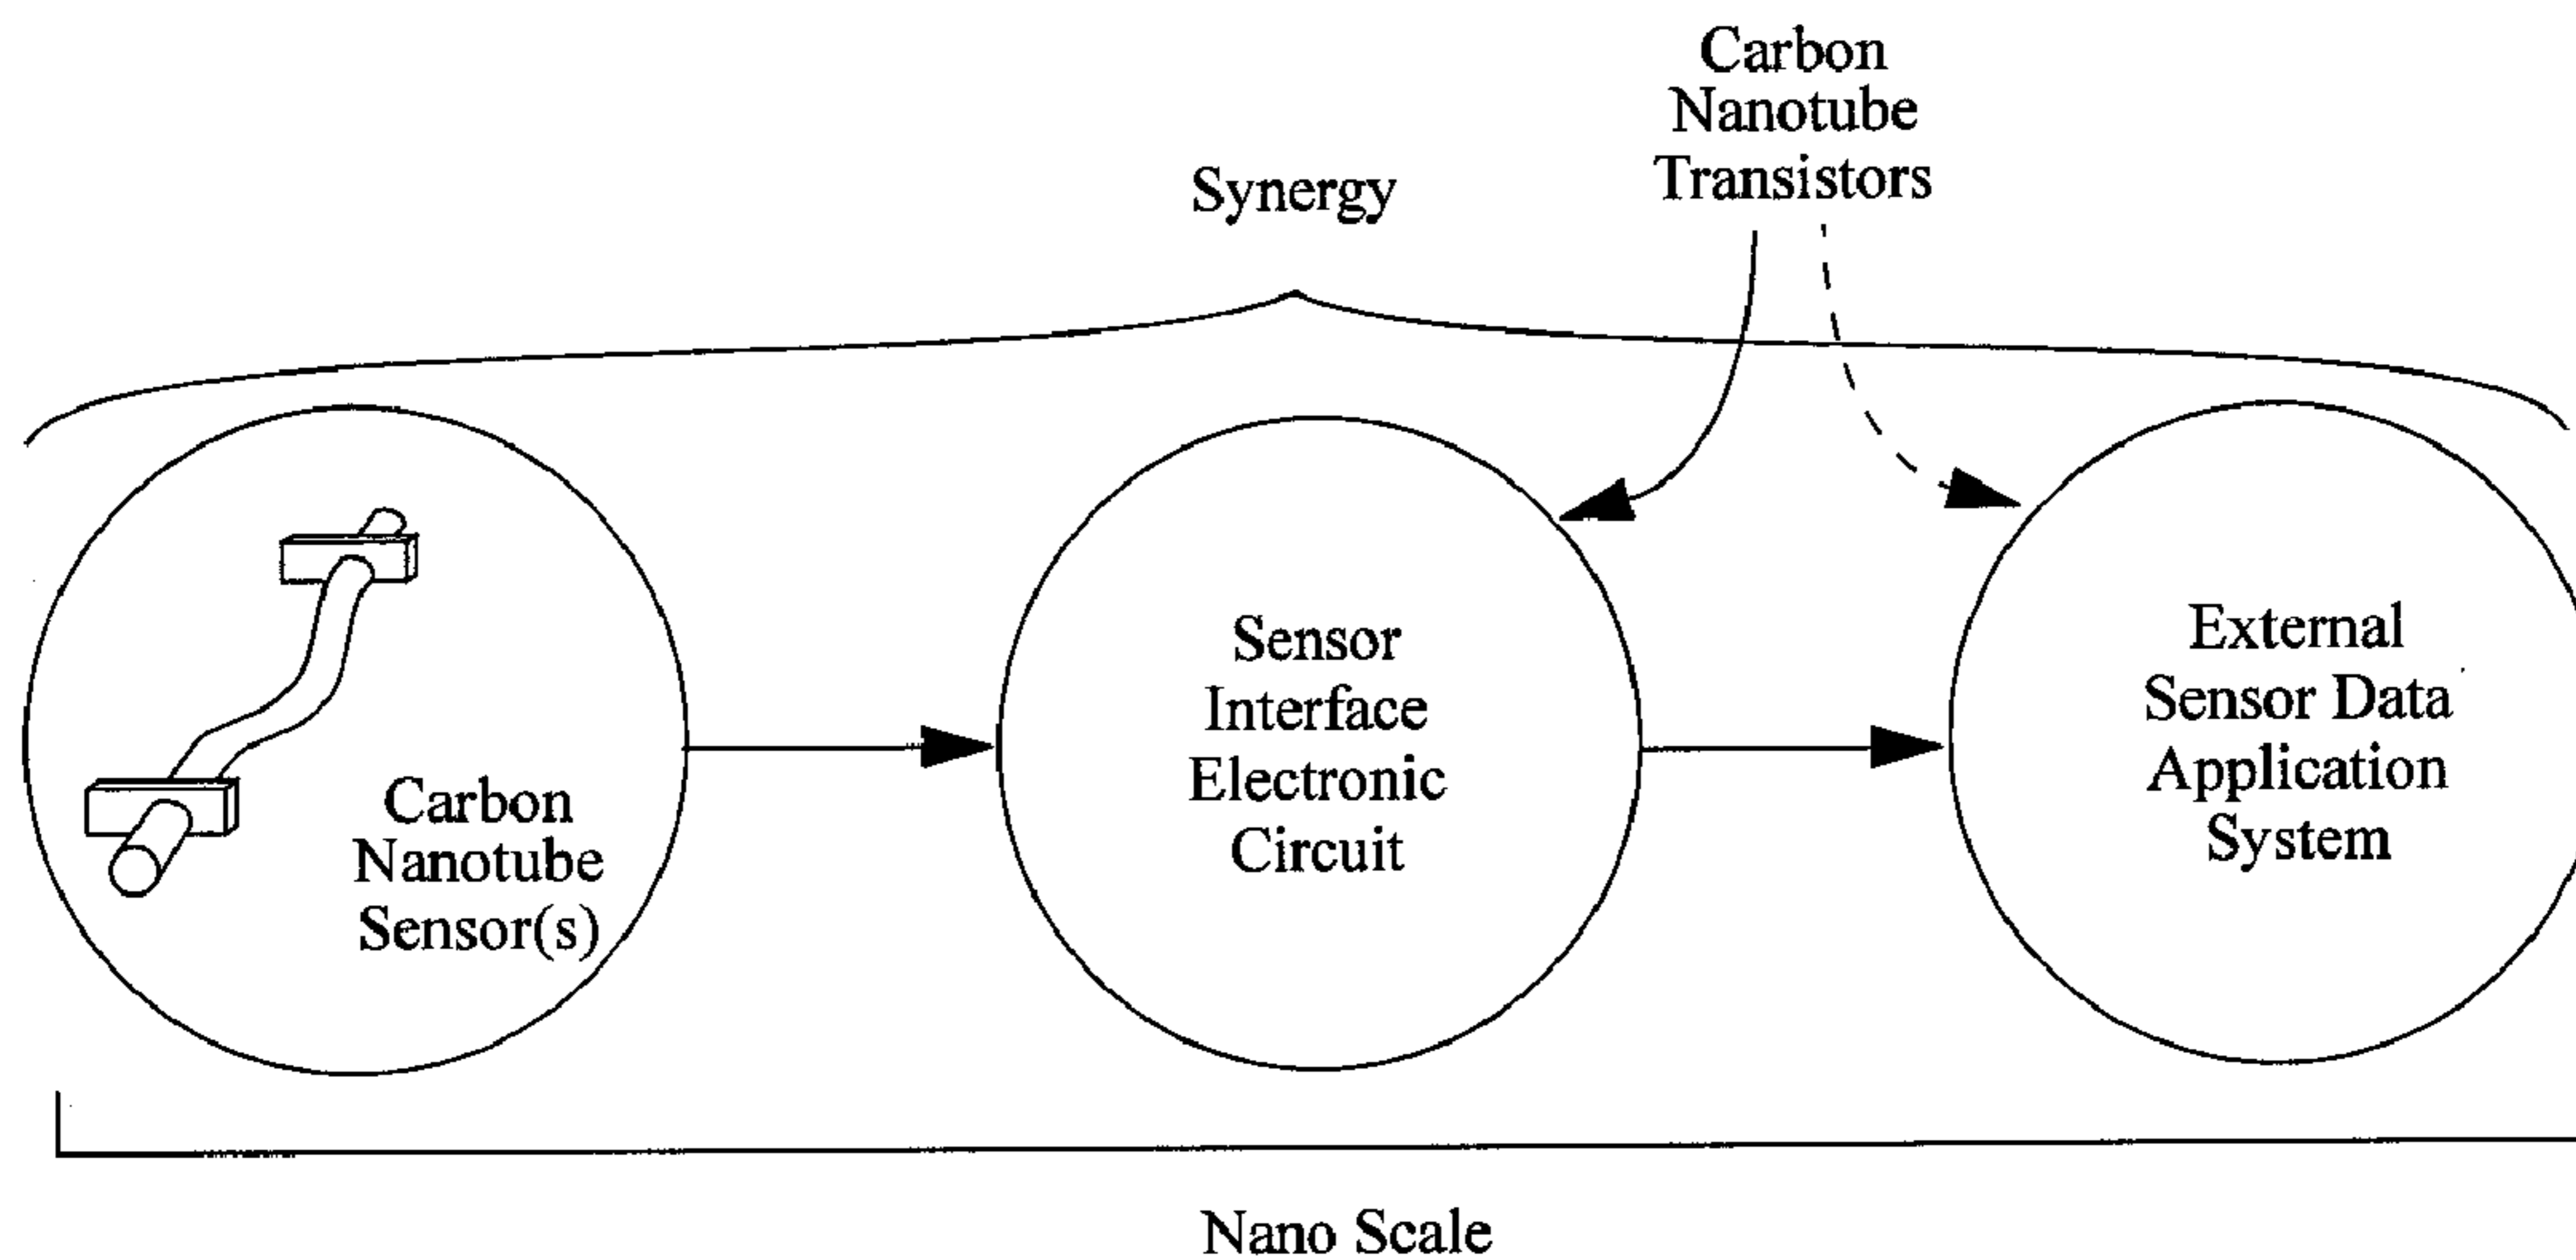 Carbon
Nanotube
Transistors
Synergy
Carbon
Nanotube
Sensor(s)
Sensor
Interface
Electronic
Circuit
External
Sensor Data
Application
System
Nano Scale